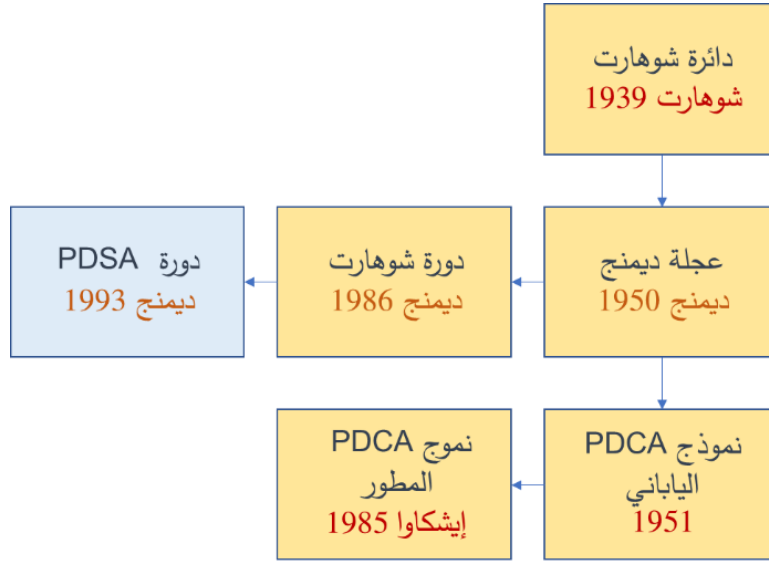 دائرة شوهارت
شوهارت 1939
عجلة ديمنج
ديمنج 1950
دورة شوهارت
ديمنج 1986
دورة PDSA
ديمنج 1993
نموذج PDCA
الياباني
1951
نموج PDCA
المطور
إيشكاوا 1985